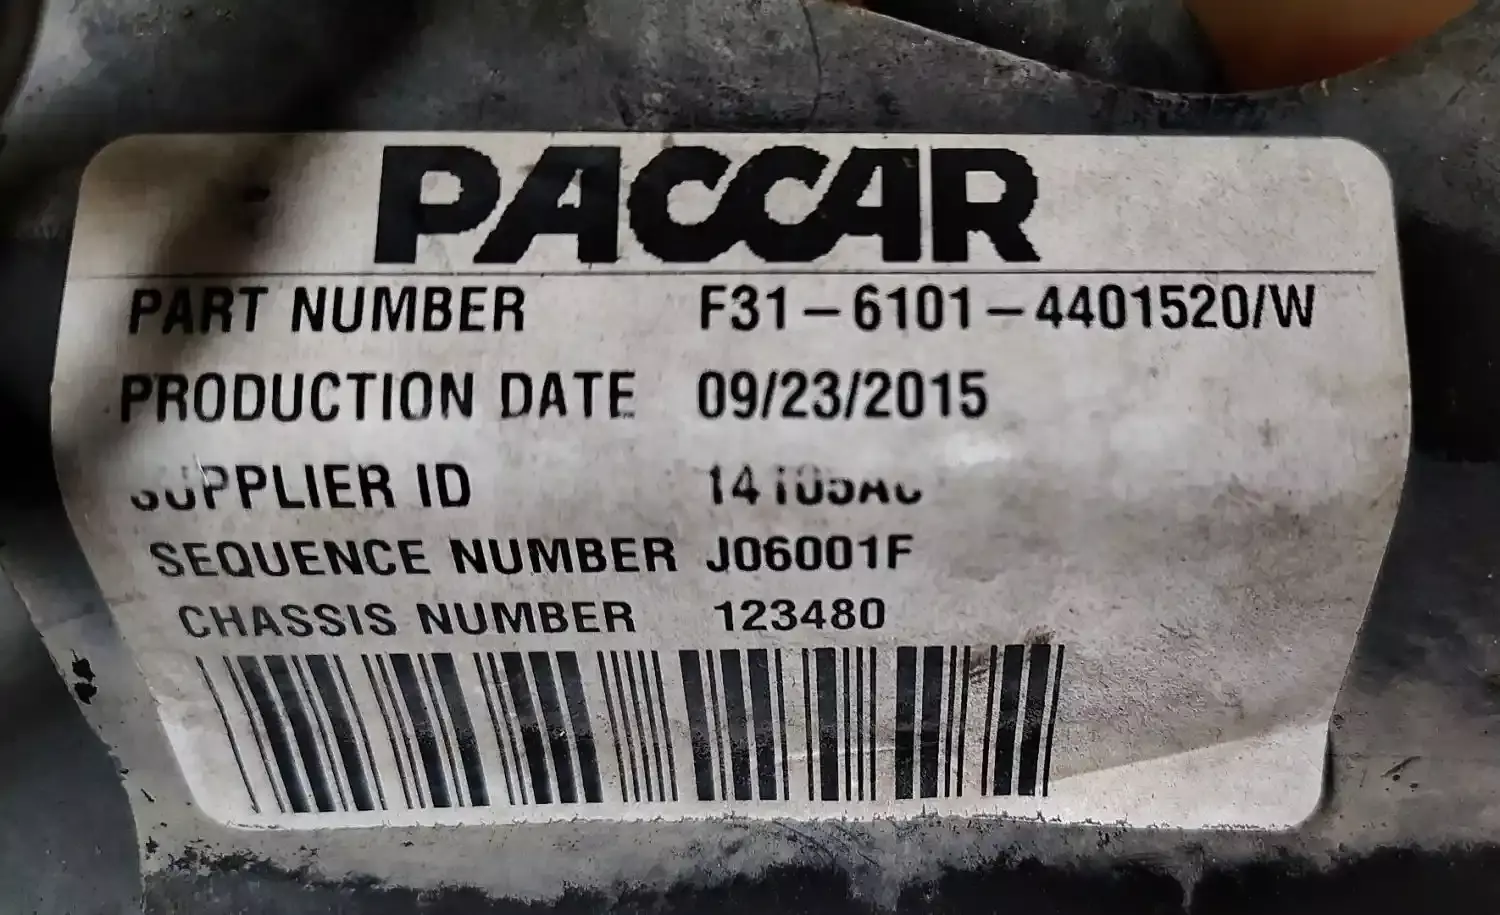 PACCAR
PART NUMBER F31-6101-4401520/W
PRODUCTION DATE 09/23/2015
SUPPLIER ID
SEQUENCE NUMBER J06001F
CHASSIS NUMBER 123480